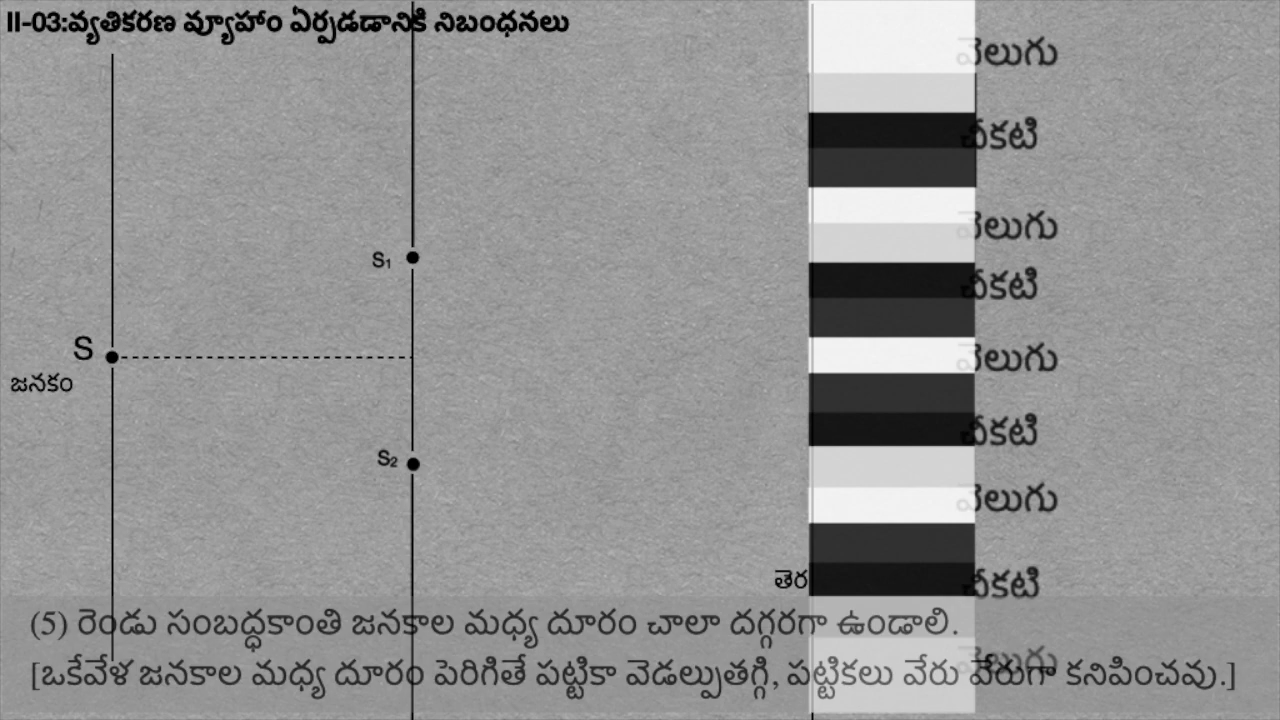 II-03:వ్యతికరణ వ్యూహాం ఏర్పడడానికి నిబంధనలు
వెలుగు
చీకటి
వెలుగు
S₁
చీకటి
S
వెలుగు
జనకం
చీకటి
S₂
వెలుగు
తెర
చీకటి
(5) రెండు సంబద్ధకాంతి జనకాల మధ్య దూరం చాలా దగ్గరగా ఉండాలి.
వెలుగు
[ఒకేవేళ జనకాల మధ్య దూరం పెరిగితే పట్టికా వెడల్పుతగ్గి, పట్టికలు వేరు వేరుగా కనిపించవు.]